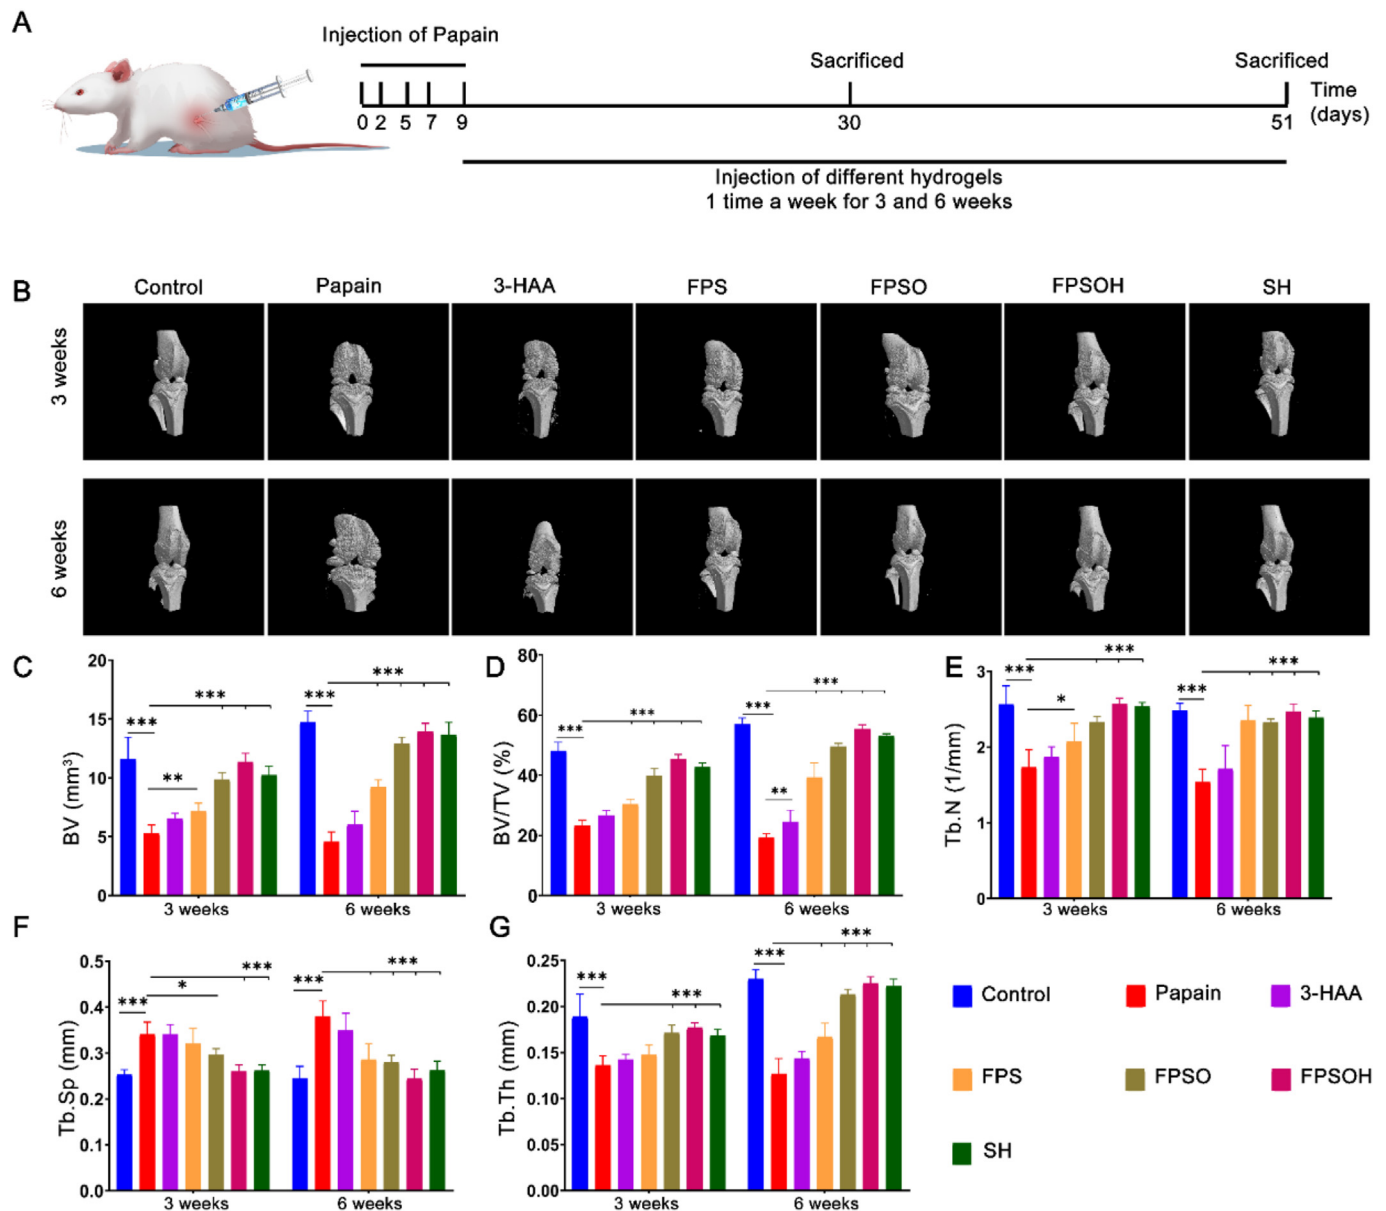 A
Injection of Papain
Sacrificed
Sacrificed
0 2 5 7 9 30 51
Time
(days)
Injection of different hydrogels
1 time a week for 3 and 6 weeks
B
Control Papain 3-HAA FPS FPSO FPSOH SH
3 weeks
6 weeks
C
BV (mm³)
20
15
10
5
0
*** ** *** *** ***
3 weeks 6 weeks
D
BV/TV (%)
80
60
40
20
0
*** *** *** ** ***
3 weeks 6 weeks
E
Tb.N (1/mm)
3
2
1
0
*** * *** *** ***
3 weeks 6 weeks
F
Tb.Sp (mm)
0.5
0.4
0.3
0.2
0.1
0.0
*** * *** *** ***
3 weeks 6 weeks
G
Tb.Th (mm)
0.25
0.20
0.15
0.10
0.05
0.00
*** *** *** ***
3 weeks 6 weeks
Control Papain 3-HAA
FPS FPSO FPSOH
SH